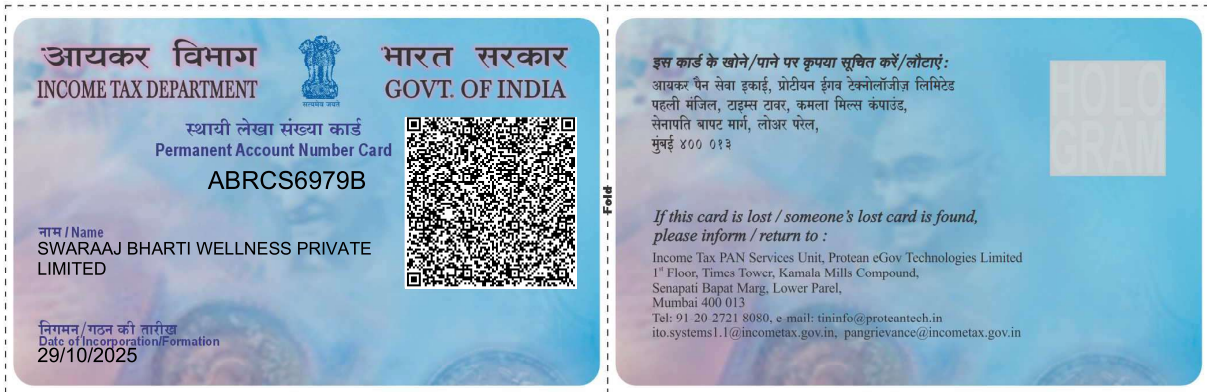 आयकर विभाग
INCOME TAX DEPARTMENT
सत्यमेव जयते
भारत सरकार
GOVT. OF INDIA
स्थायी लेखा संख्या कार्ड
Permanent Account Number Card
ABRCS6979B
नाम / Name
SWARAAJ BHARTI WELLNESS PRIVATE
LIMITED
निगमन/गठन की तारीख
Date of Incorporation/Formation
29/10/2025
Fold
इस कार्ड के खोने/पाने पर कृपया सूचित करें/लौटाएं :
आयकर पैन सेवा इकाई, प्रोटीयन ईगव टेक्नोलॉजीज़ लिमिटेड
पहली मंजिल, टाइम्स टावर, कमला मिल्स कंपाउंड,
सेनापति बापट मार्ग, लोअर परेल,
मुंबई ४०० ०१३
HOLO
GRAM
If this card is lost / someone's lost card is found,
please inform / return to :
Income Tax PAN Services Unit, Protean eGov Technologies Limited
1st Floor, Times Tower, Kamala Mills Compound,
Senapati Bapat Marg, Lower Parel,
Mumbai 400 013
Tel: 91-20-2721 8080, e-mail: tininfo@proteantech.in
ito.systems1.1@incometax.gov.in, pangrievance@incometax.gov.in